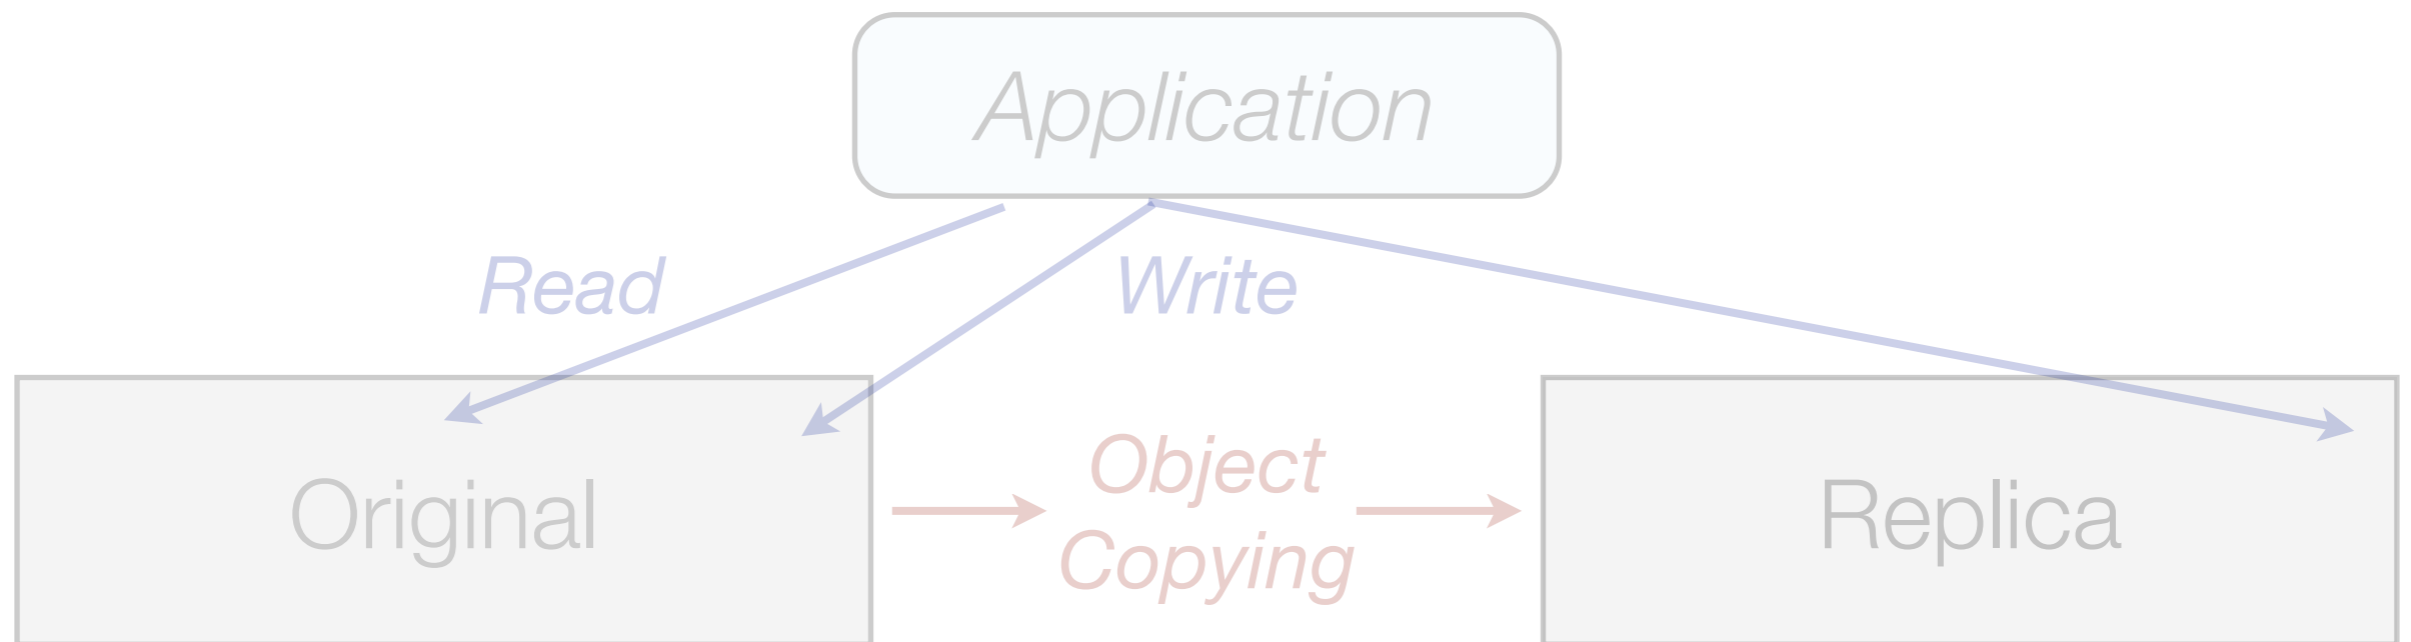 Application
Read
Write
Original
Object
Copying
Replica